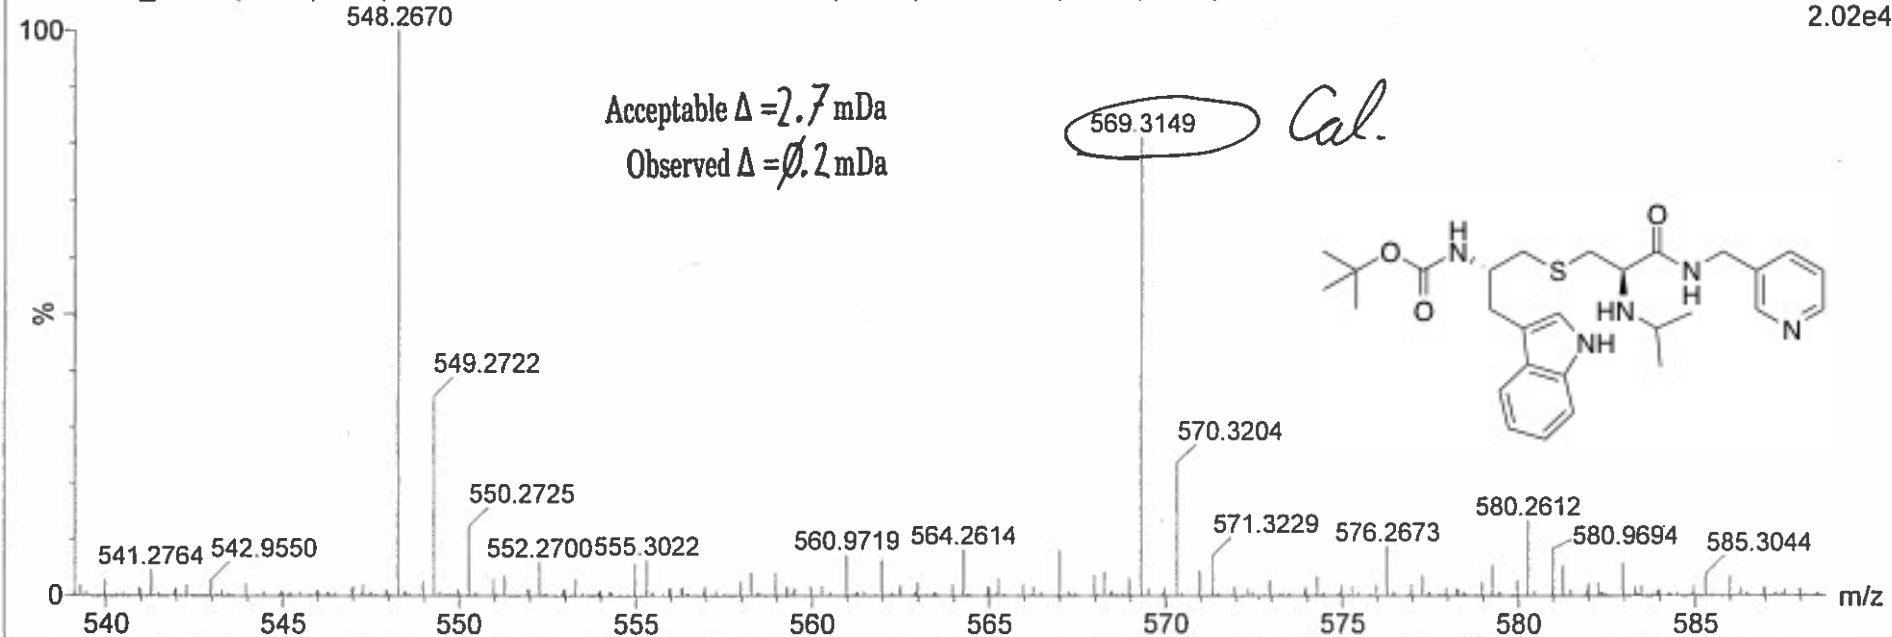 548.2670
2.02e4
100
Acceptable Δ = 2.7 mDa
569.3149 Cal.
Observed Δ = 0.2 mDa
O
H
O N S N
O HN H
N
NH
%
549.2722
570.3204
550.2725
580.2612
571.3229 576.2673
541.2764 542.9550 552.2700 555.3022 560.9719 564.2614 580.9694 585.3044
0 m/z
540 545 550 555 560 565 570 575 580 585